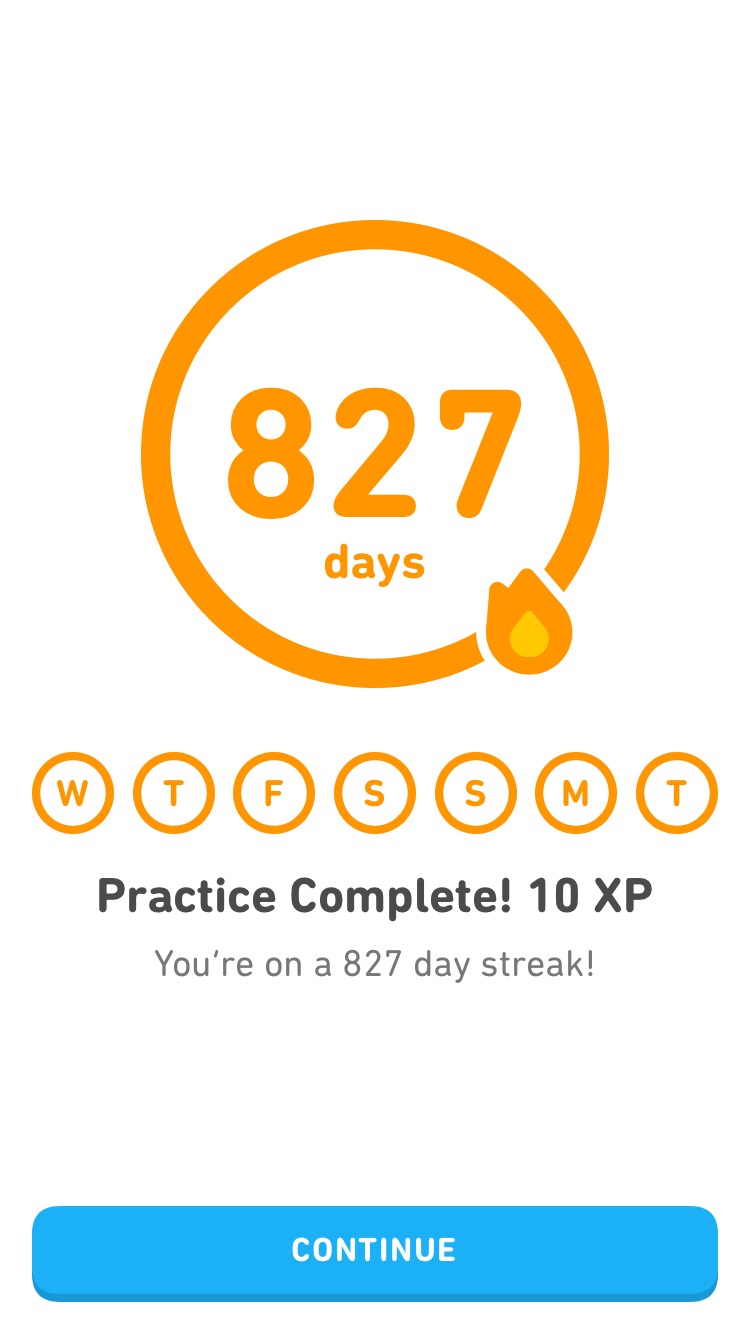 827
days
W T F S S M T
Practice Complete! 10 XP
You‘re on a 827 day streak!
CONTINUE